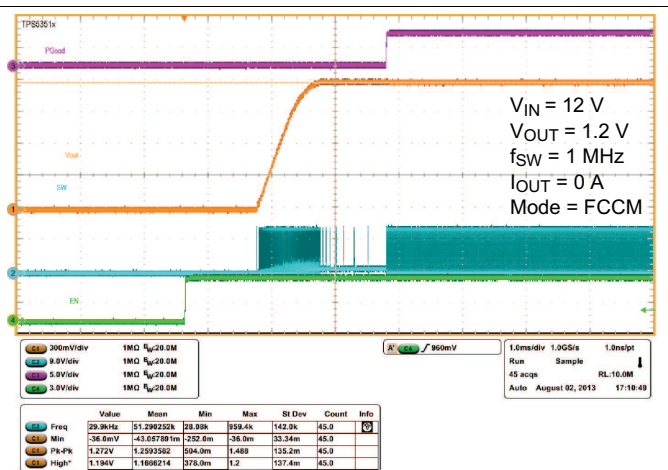 TPS5351x
PGood
3
VIN = 12 V
VOUT = 1.2 V
fSW = 1 MHz
IOUT = 0 A
Mode = FCCM
Vout
SW
1
2
EN
4
C1 300mV/div 1MΩ BW:20.0M
C2 9.0V/div 1MΩ BW:20.0M
C3 5.0V/div 1MΩ BW:20.0M
C4 3.0V/div 1MΩ BW:20.0M
A' C4 960mV
1.0ms/div 1.0GS/s 1.0ns/pt
Run Sample
45 acqs RL:10.0M
Auto August 02, 2013 17:10:49
Value Mean Min Max St Dev Count Info
C2 Freq 29.9kHz 51.290252k 28.08k 959.4k 142.0k 45.0
C1 Min -36.0mV -43.057891m -252.0m -36.0m 33.34m 45.0
C1 Pk-Pk 1.272V 1.2593582 504.0m 1.488 135.2m 45.0
C1 High* 1.194V 1.1666214 378.0m 1.2 137.4m 45.0